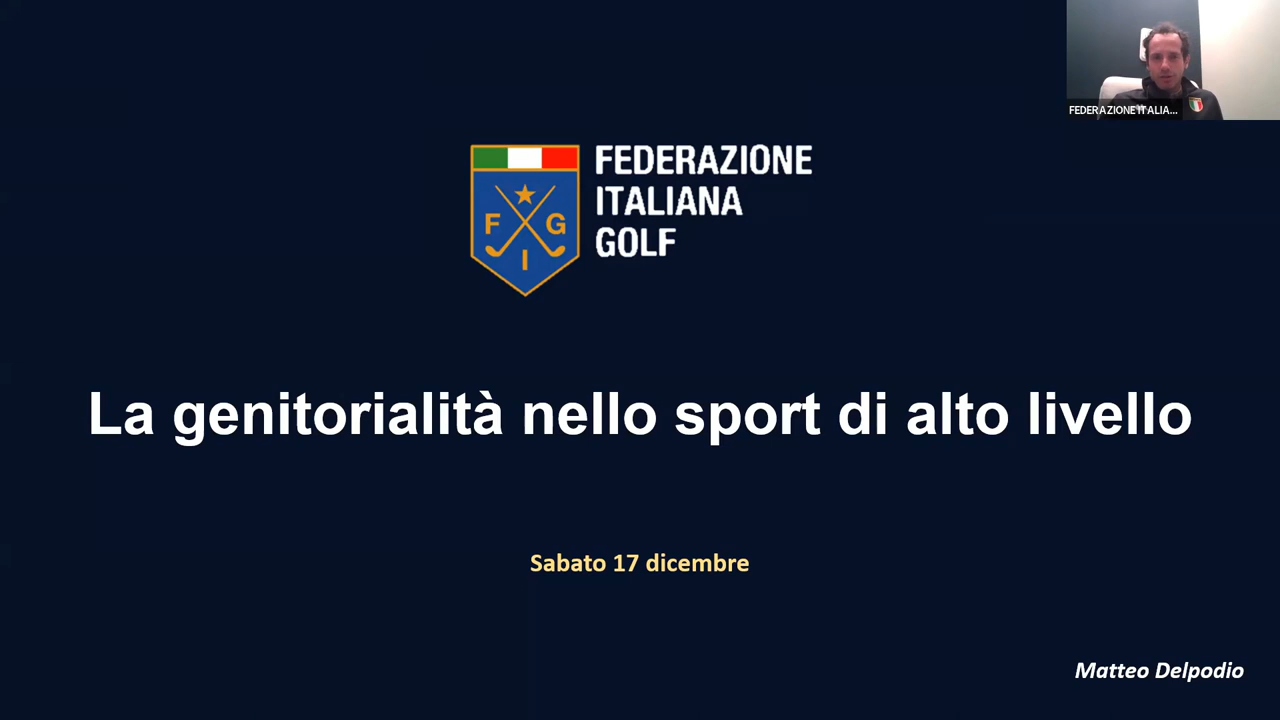 FEDERAZIONE ITALIA...
FEDERAZIONE
ITALIANA
GOLF
F G
I
La genitorialità nello sport di alto livello
Sabato 17 dicembre
Matteo Delpodio